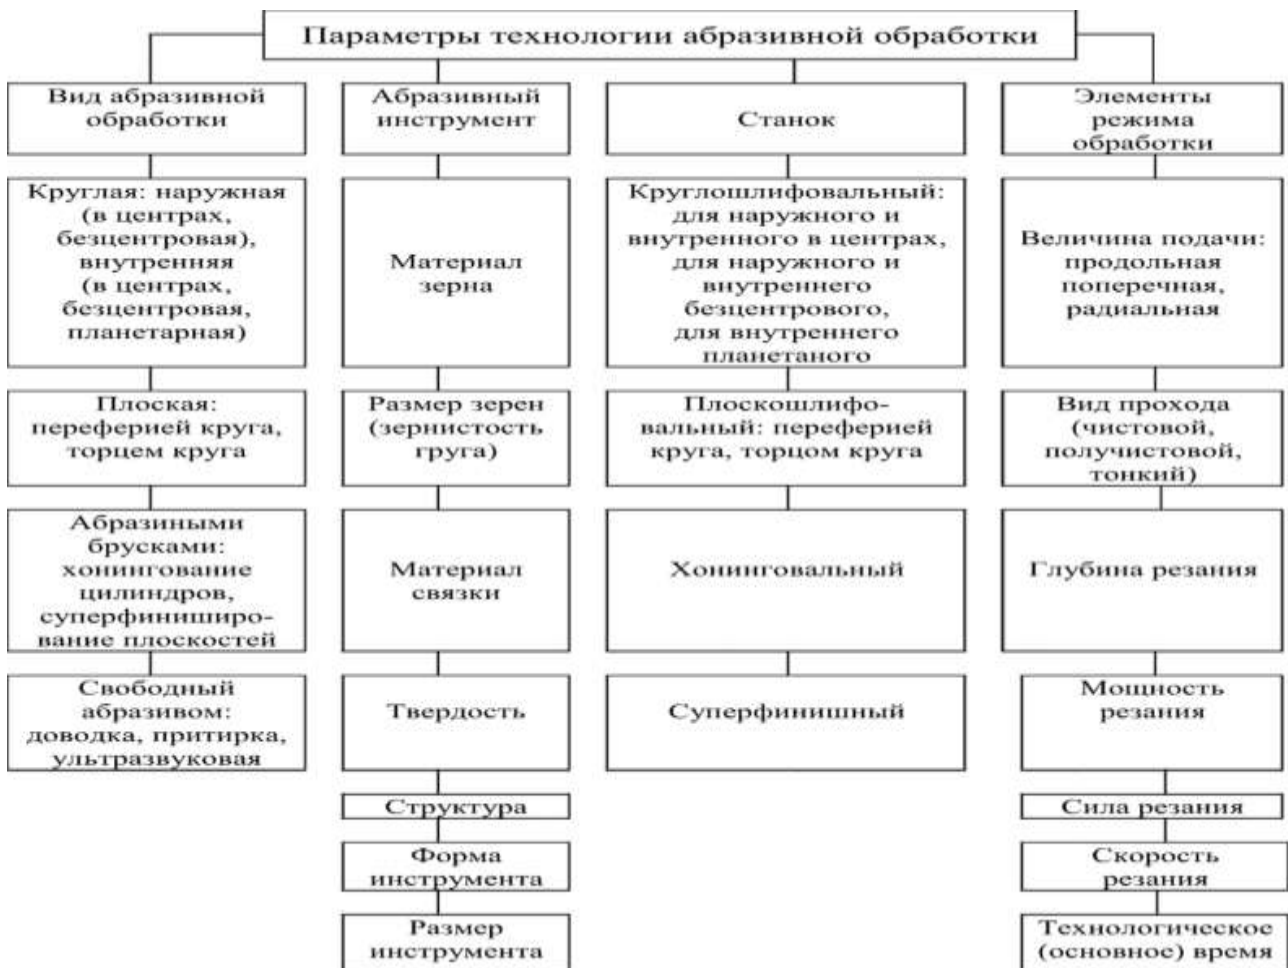 Параметры технологии абразивной обработки
Вид абразивной
обработки
Круглая: наружная
(в центрах,
безцентровая),
внутренняя
(в центрах,
безцентровая,
планетарная)
Плоская:
переферией круга,
торцем круга
Абразиными
брусками:
хонингование
цилиндров,
суперфиниширо-
вание плоскостей
Свободный
абразивом:
доводка, притирка,
ультразвуковая
Абразивный
инструмент
Материал
зерна
Размер зерен
(зернистость
груга)
Материал
связки
Твердость
Структура
Форма
инструмента
Размер
инструмента
Станок
Круглошлифовальный:
для наружного и
внутренного в центрах,
для наружного и
внутреннего
безцентрового,
для внутреннего
планетаного
Плоскошлифо-
вальный: переферией
круга, торцом круга
Хонинговальный
Суперфинишный
Элементы
режима
обработки
Величина подачи:
продольная
поперечная,
радиальная
Вид прохода
(чистовой,
получистовой,
тонкий)
Глубина резания
Мощность
резания
Сила резания
Скорость
резания
Технологическое
(основное) время